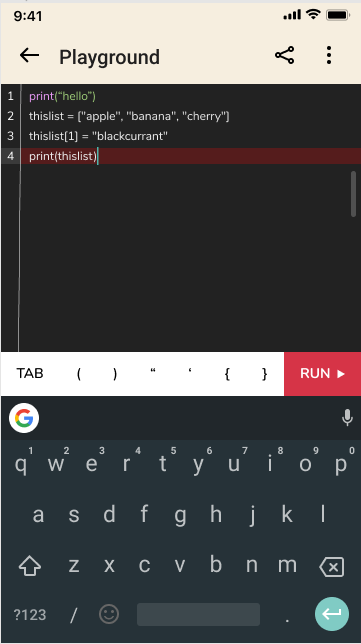 9:41
Playground
1 print(“hello”)
2 thislist = ["apple", "banana", "cherry"]
3 thislist[1] = "blackcurrant"
4 print(thislist)
TAB ( ) “ ‘ { } RUN
G
1 2 3 4 5 6 7 8 9 0
q w e r t y u i o p
a s d f g h j k l
z x c v b n m
?123 / .